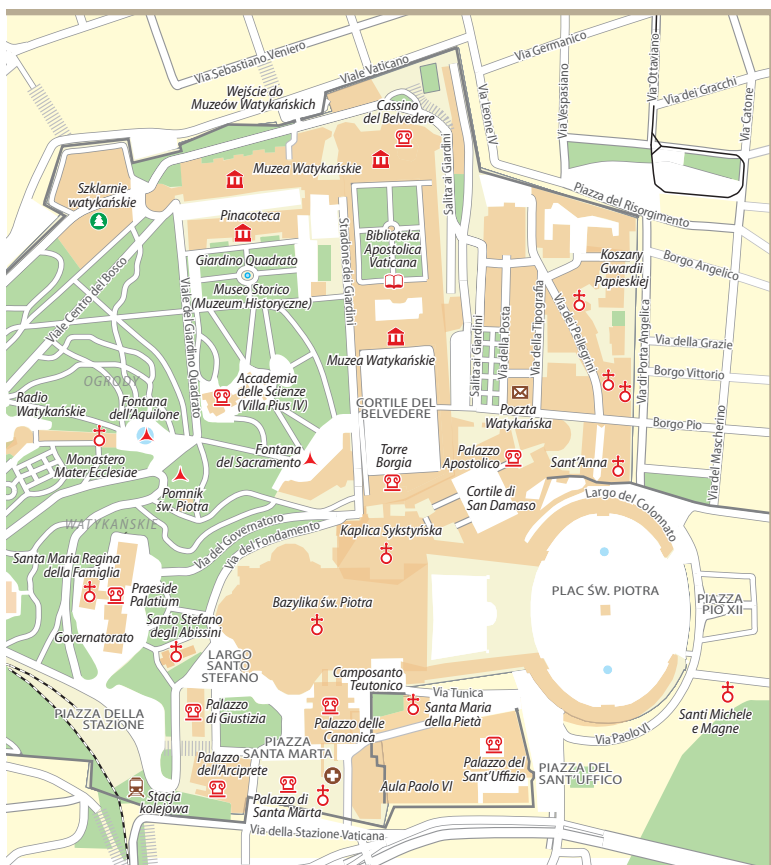 Via Sebastiano Veniero
Viale Vaticano
Via Germanico
Via Ottaviano
Via dei Gracchi
Via Catone
Via Vespasiano
Via Leone IV
Wejście do
Muzeów Watykańskich
Cassino
del Belvedere
Muzea Watykańskie
Szklarnie
watykańskie
Pinacoteca
Salita ai Giardini
Piazza del Risorgimento
Biblioteka
Apostolica
Vaticana
Stradone dei Giardini
Giardino Quadrato
Museo Storico
(Muzeum Historyczne)
Koszary
Gwardii
Papieskiej
Borgo Angelico
Viale Centro del Bosco
Viale del Giardino Quadrato
Muzea Watykańskie
Salita ai Giardini
Via della Posta
Via della Tipografia
Via dei Pellegrini
Via di Porta Angelica
Via della Grazie
Borgo Vittorio
OGRODY
Radio
Watykańskie
Fontana
dell'Aquilone
Accademia
delle Scienze
(Villa Pius IV)
CORTILE DEL
BELVEDERE
Poczta
Watykańska
Borgo Pio
Via del Mascherino
Monastero
Mater Ecclesiae
Fontana
del Sacramento
Torre
Borgia
Palazzo
Apostolico
Sant'Anna
Pomnik
św. Piotra
Cortile di
San Damaso
Largo del Colonnato
WATYKAŃSKIE
Via del Governatoro
Via del Fondamento
Kaplica Sykstyńska
Santa Maria Regina
della Famiglia
Praeside
Palatium
Bazylika św. Piotra
PLAC ŚW. PIOTRA
PIAZZA
PIO XII
Governatorato
Santo Stefano
degli Abissini
LARGO
SANTO
STEFANO
Camposanto
Teutonico
Via Tunica
Santa Maria
della Pietà
Santi Michele
e Magne
PIAZZA DELLA
STAZIONE
Palazzo
di Giustizia
Palazzo delle
Canonica
PIAZZA
SANTA MARTA
Via Paolo VI
Palazzo
dell'Arciprete
Palazzo del
Sant'Uffizio
PIAZZA DEL
SANT'UFFICO
Aula Paolo VI
Stacja
kolejowa
Palazzo di
Santa Marta
Via della Stazione Vaticana